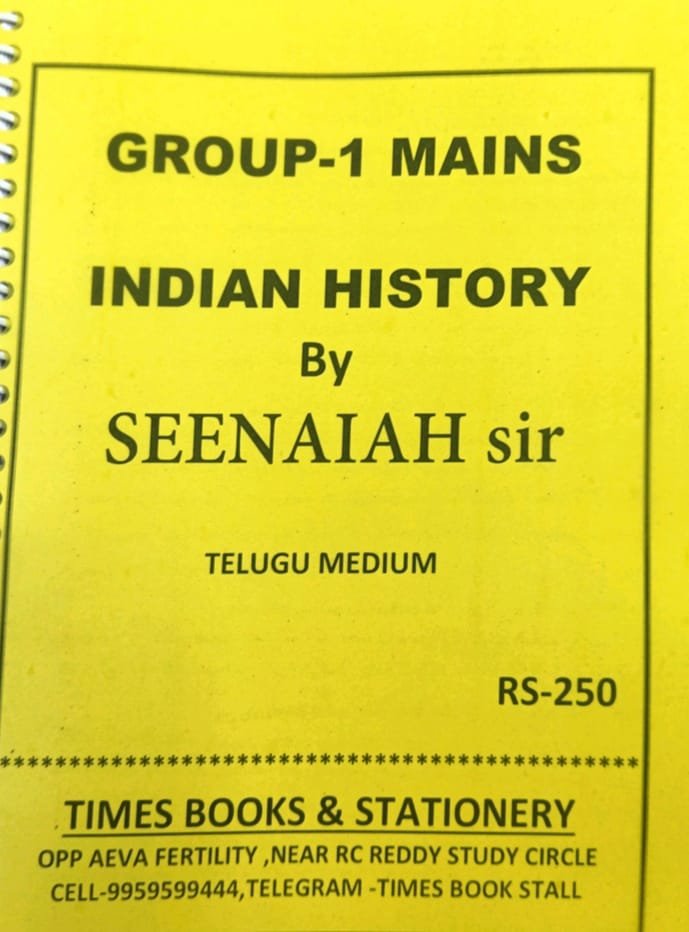 GROUP-1 MAINS
INDIAN HISTORY
By
SEENAIAH sir
TELUGU MEDIUM
RS-250
**************************************************
TIMES BOOKS & STATIONERY
OPP AEVA FERTILITY ,NEAR RC REDDY STUDY CIRCLE
CELL-9959599444,TELEGRAM -TIMES BOOK STALL